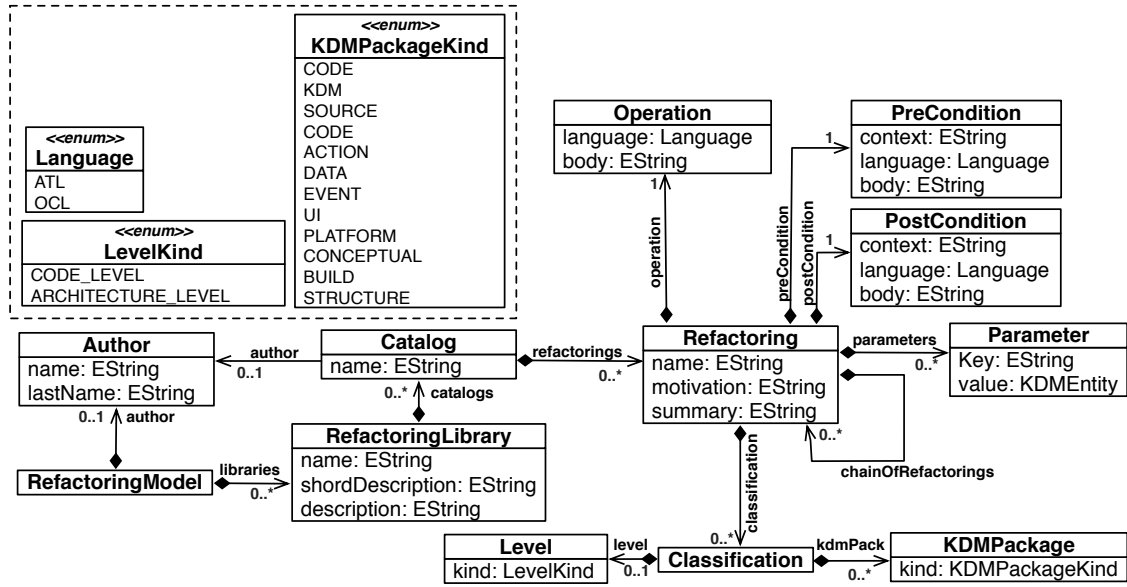 <<enum>>
KDMPackageKind
CODE
KDM
SOURCE
CODE
ACTION
DATA
EVENT
UI
PLATFORM
CONCEPTUAL
BUILD
STRUCTURE
<<enum>>
Language
ATL
OCL
<<enum>>
LevelKind
CODE_LEVEL
ARCHITECTURE_LEVEL
Operation
language: Language
body: EString
1
operation
PreCondition
context: EString
language: Language
body: EString
1
preCondition
PostCondition
context: EString
language: Language
body: EString
1
postCondition
Author
name: EString
lastName: EString
author
0..1
Catalog
name: EString
refactorings
0..*
Refactoring
name: EString
motivation: EString
summary: EString
parameters
0..*
Parameter
Key: EString
value: KDMEntity
0..*
chainOfRefactorings
0..*
catalogs
0..1
author
RefactoringLibrary
name: EString
shordDescription: EString
description: EString
RefactoringModel
libraries
0..*
classification
0..*
Level
kind: LevelKind
level
0..1
Classification
kdmPack
0..*
KDMPackage
kind: KDMPackageKind